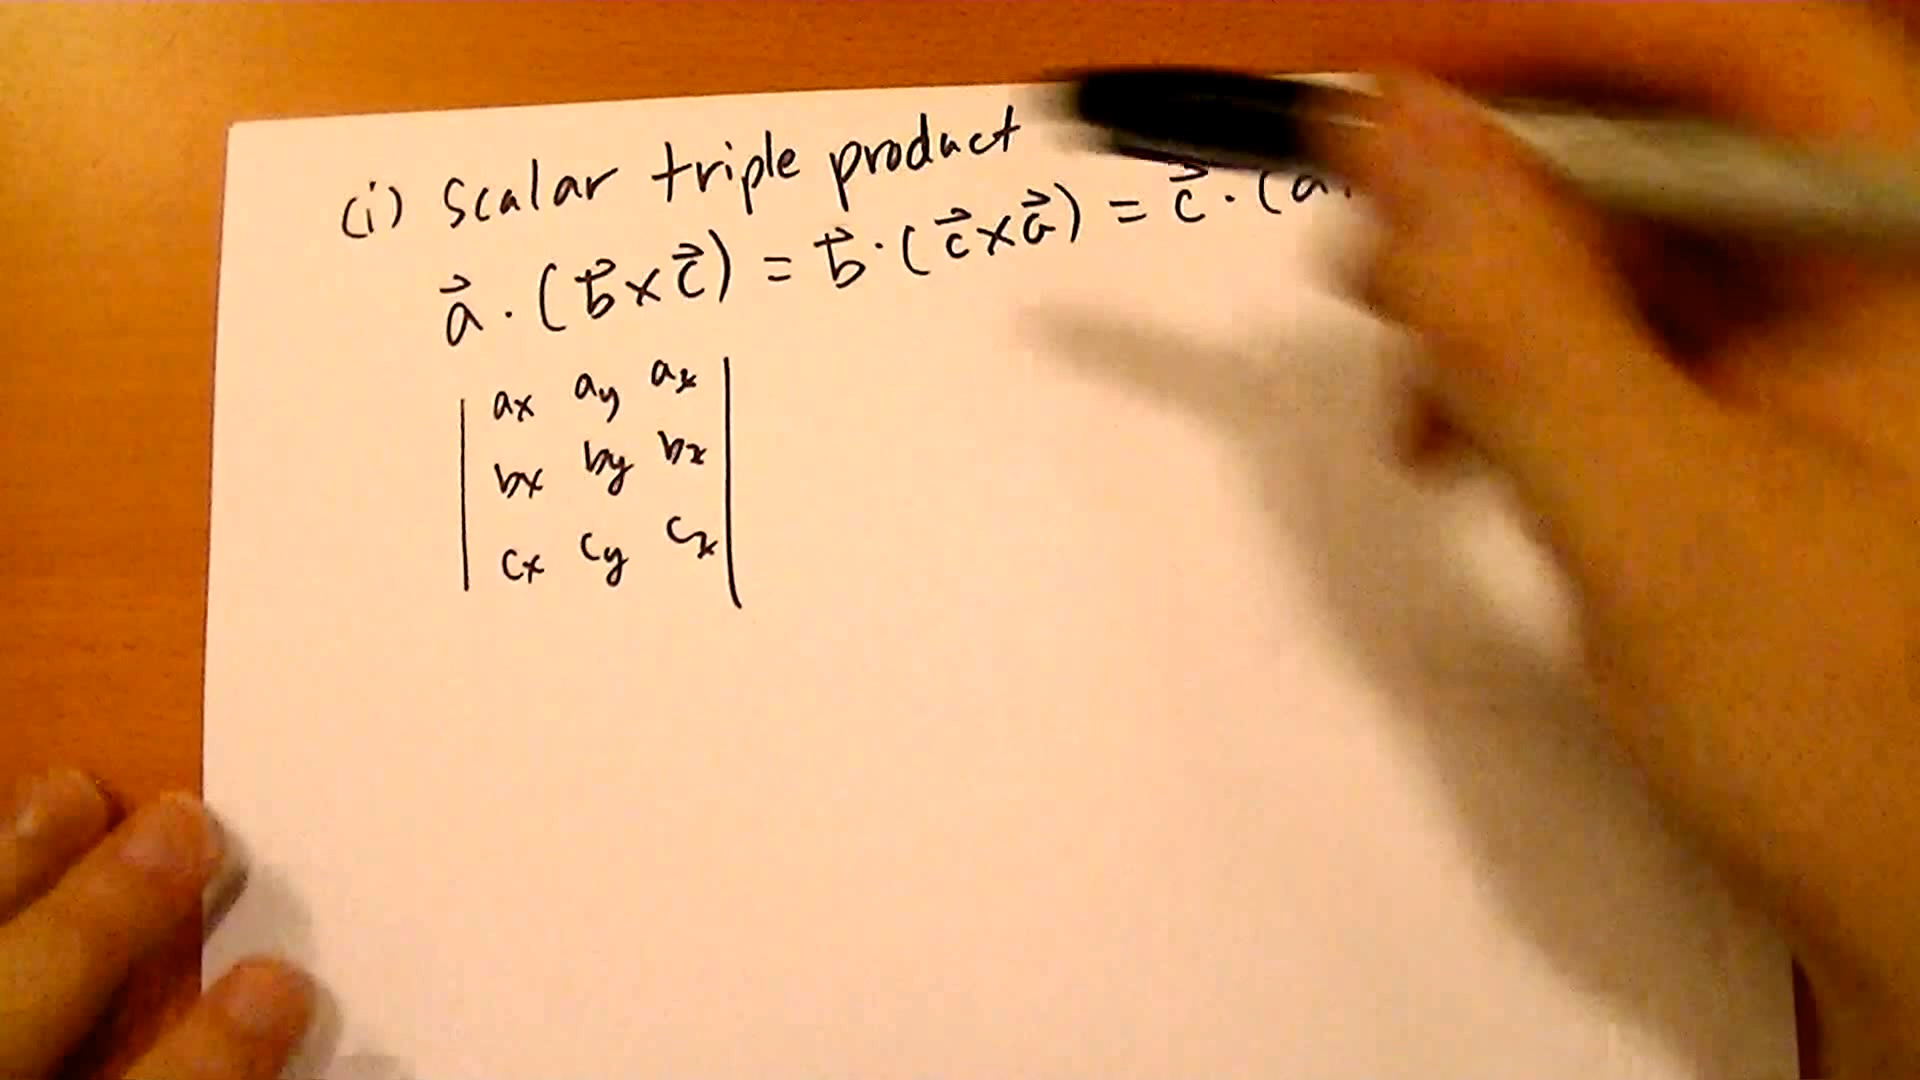 (i) Scalar triple product
a⃗ · (b⃗ × c⃗) = b⃗ · (c⃗ × a⃗) = c⃗ · (a
| ax ay az |
| bx by bz |
| cx cy cz |